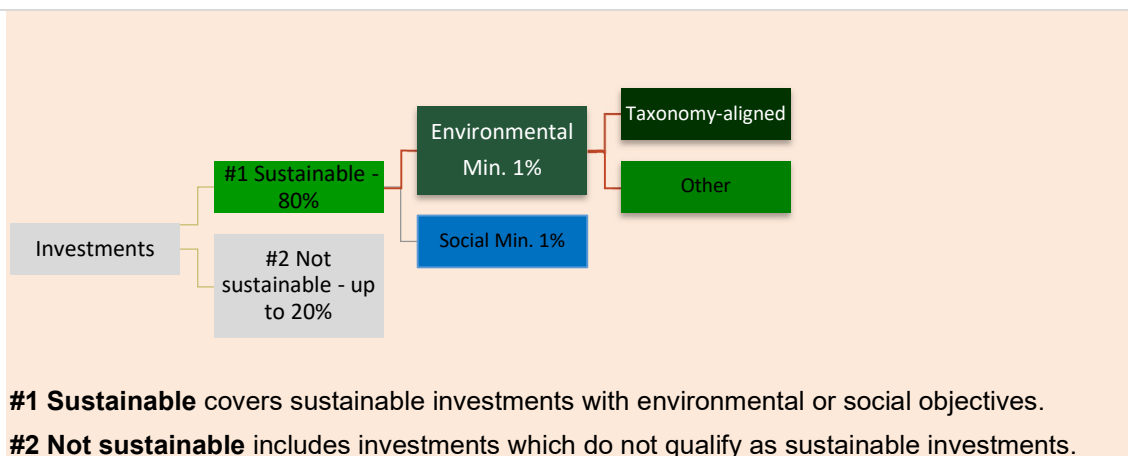 Investments
#1 Sustainable -
80%
#2 Not
sustainable - up
to 20%
Environmental
Min. 1%
Social Min. 1%
Taxonomy-aligned
Other
#1 Sustainable covers sustainable investments with environmental or social objectives.
#2 Not sustainable includes investments which do not qualify as sustainable investments.